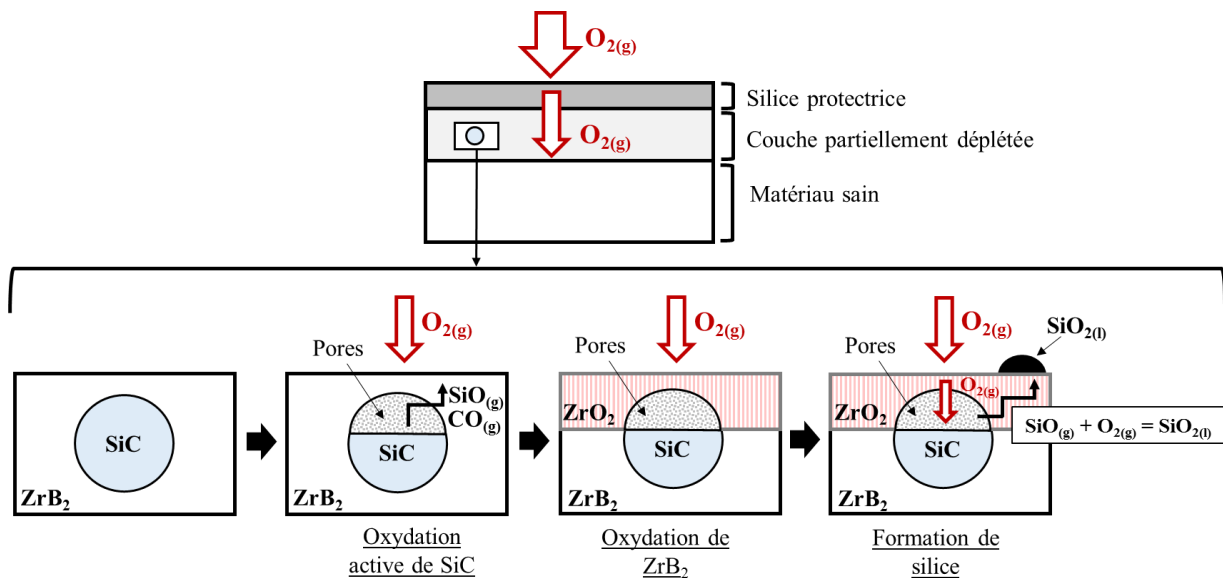 O2(g)
Silice protectrice
O2(g)
Couche partiellement déplétée
Matériau sain
SiC
ZrB2
O2(g)
Pores
SiO(g)
CO(g)
SiC
ZrB2
Oxydation
active de SiC
O2(g)
Pores
ZrO2
SiC
ZrB2
Oxydation de
ZrB2
O2(g)
SiO2(l)
Pores
O2(g)
ZrO2
SiO(g) + O2(g) = SiO2(l)
SiC
ZrB2
Formation de
silice